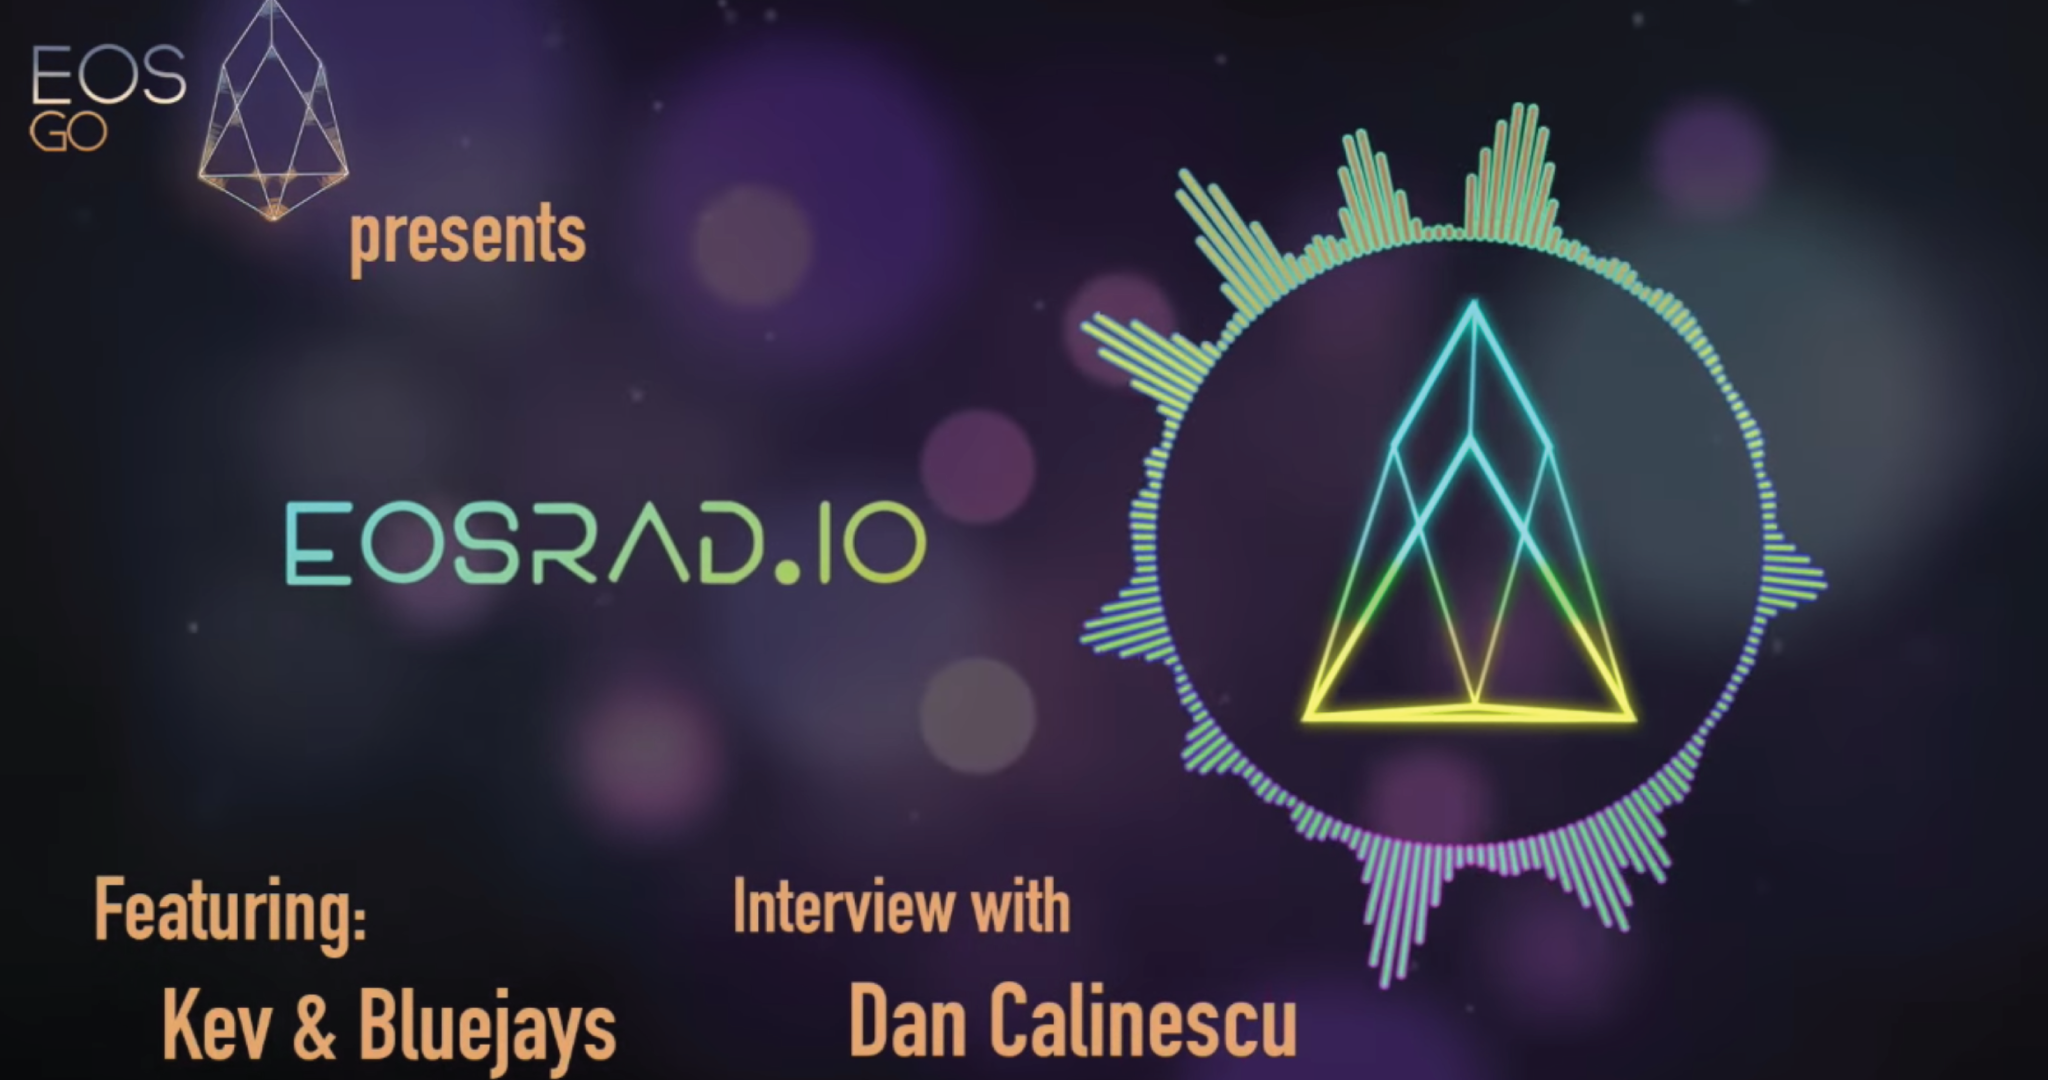 EOS
GO
presents
EOSRAD.IO
Featuring:
Kev & Bluejays
Interview with
Dan Calinescu